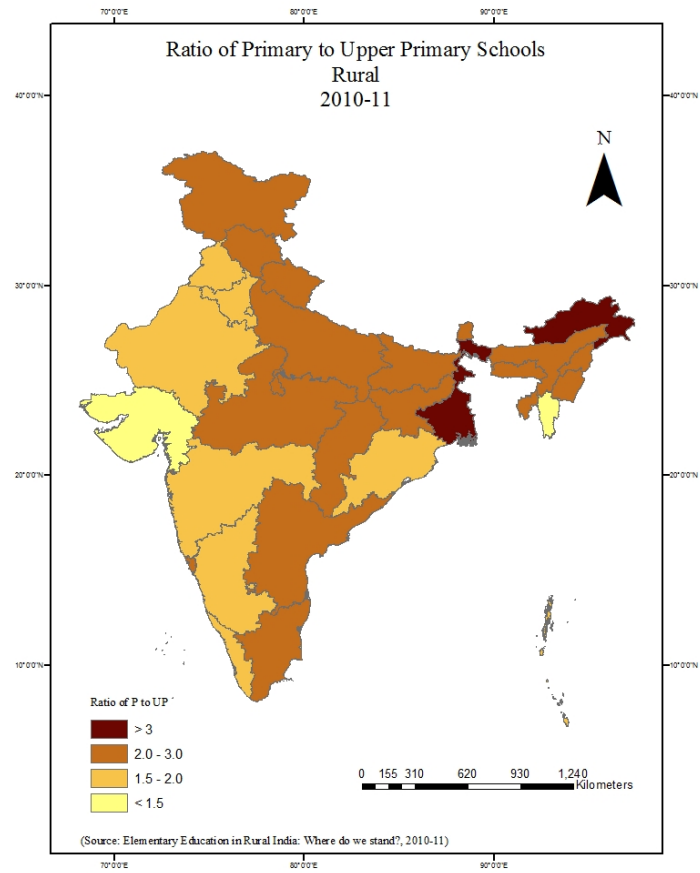 70°0'0"E 80°0'0"E 90°0'0"E
Ratio of Primary to Upper Primary Schools
Rural
2010-11
40°0'0"N 40°0'0"N
N
30°0'0"N 30°0'0"N
20°0'0"N 20°0'0"N
10°0'0"N 10°0'0"N
Ratio of P to UP
> 3
2.0 - 3.0
1.5 - 2.0
< 1.5
0 155 310 620 930 1,240
Kilometers
(Source: Elementary Education in Rural India: Where do we stand?, 2010-11)
70°0'0"E 80°0'0"E 90°0'0"E